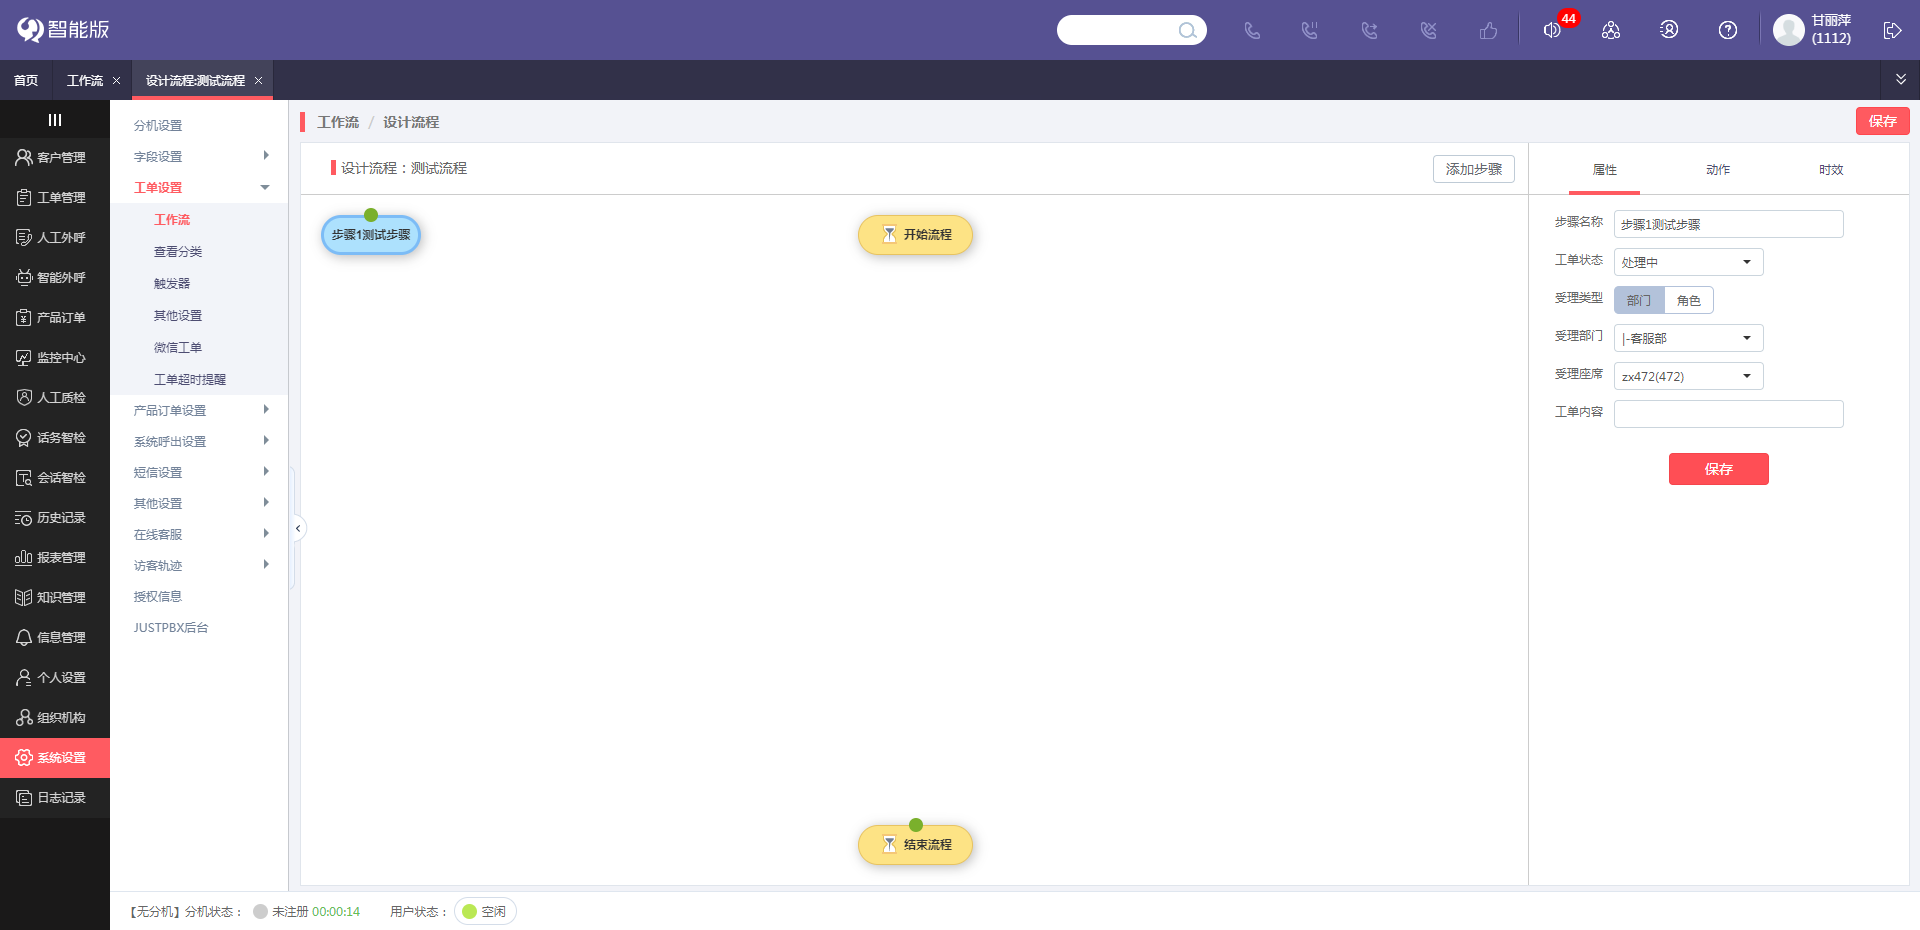 智能版
44
甘丽萍
(1112)
首页
工作流
设计流程:测试流程
客户管理
工单管理
人工外呼
智能外呼
产品订单
监控中心
人工质检
话务智检
会话智检
历史记录
报表管理
知识管理
信息管理
个人设置
组织机构
系统设置
日志记录
分机设置
字段设置
工单设置
工作流
查看分类
触发器
其他设置
微信工单
工单超时提醒
产品订单设置
系统呼出设置
短信设置
其他设置
在线客服
访客轨迹
授权信息
JUSTPBX后台
工作流 / 设计流程
保存
设计流程：测试流程
添加步骤
步骤1测试步骤
开始流程
结束流程
属性 动作 时效
步骤名称 步骤1测试步骤
工单状态 处理中
受理类型 部门 角色
受理部门 |-客服部
受理座席 zx472(472)
工单内容
保存
【无分机】分机状态： 未注册 00:00:14 用户状态： 空闲